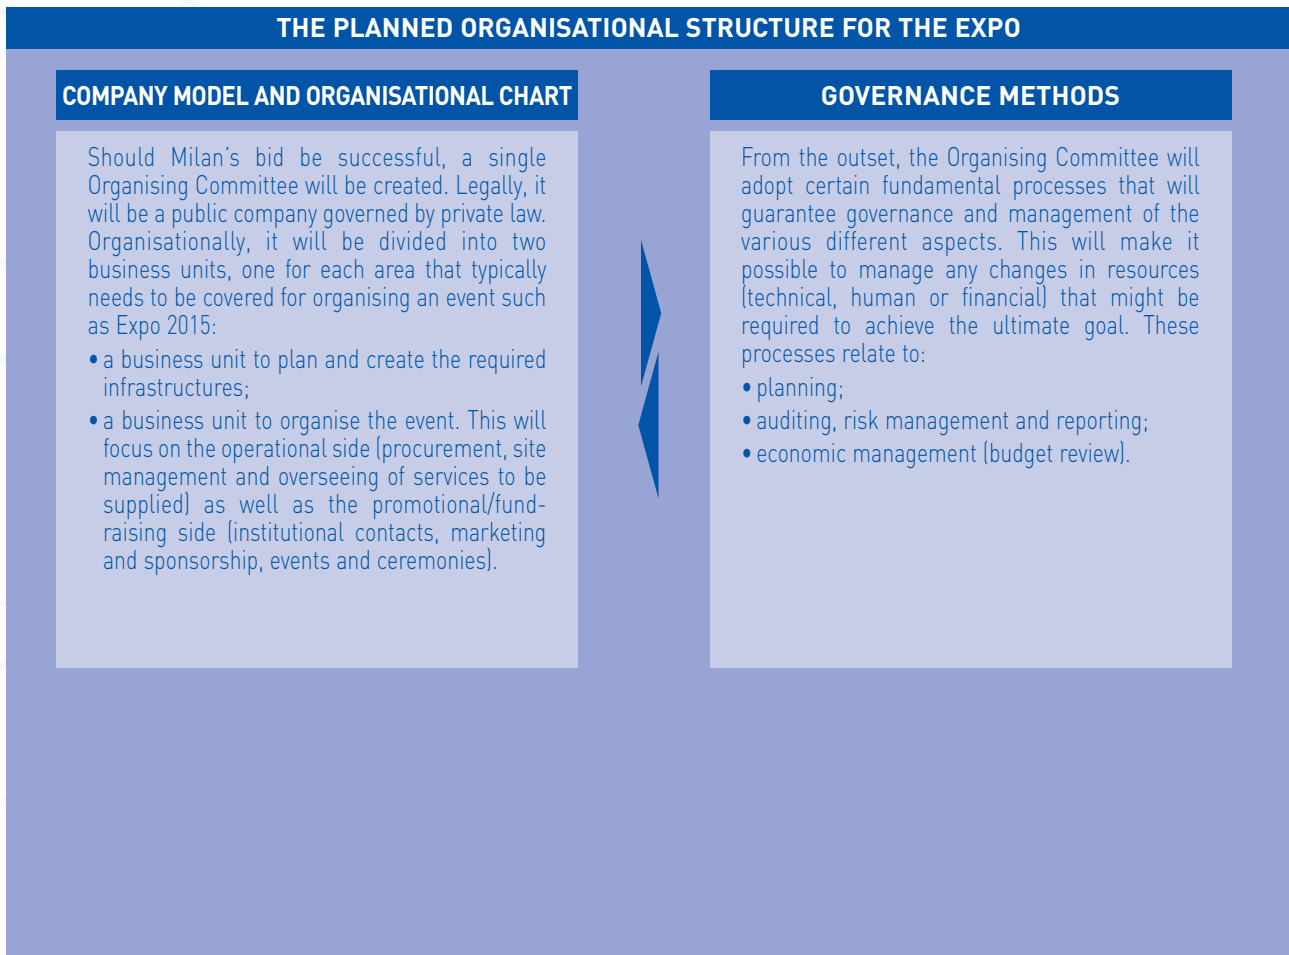 THE PLANNED ORGANISATIONAL STRUCTURE FOR THE EXPO
COMPANY MODEL AND ORGANISATIONAL CHART
Should Milan's bid be successful, a single
Organising Committee will be created. Legally, it
will be a public company governed by private law.
Organisationally, it will be divided into two
business units, one for each area that typically
needs to be covered for organising an event such
as Expo 2015:
• a business unit to plan and create the required
infrastructures;
• a business unit to organise the event. This will
focus on the operational side (procurement, site
management and overseeing of services to be
supplied) as well as the promotional/fund-
raising side (institutional contacts, marketing
and sponsorship, events and ceremonies).
GOVERNANCE METHODS
From the outset, the Organising Committee will
adopt certain fundamental processes that will
guarantee governance and management of the
various different aspects. This will make it
possible to manage any changes in resources
(technical, human or financial) that might be
required to achieve the ultimate goal. These
processes relate to:
• planning;
• auditing, risk management and reporting;
• economic management (budget review).